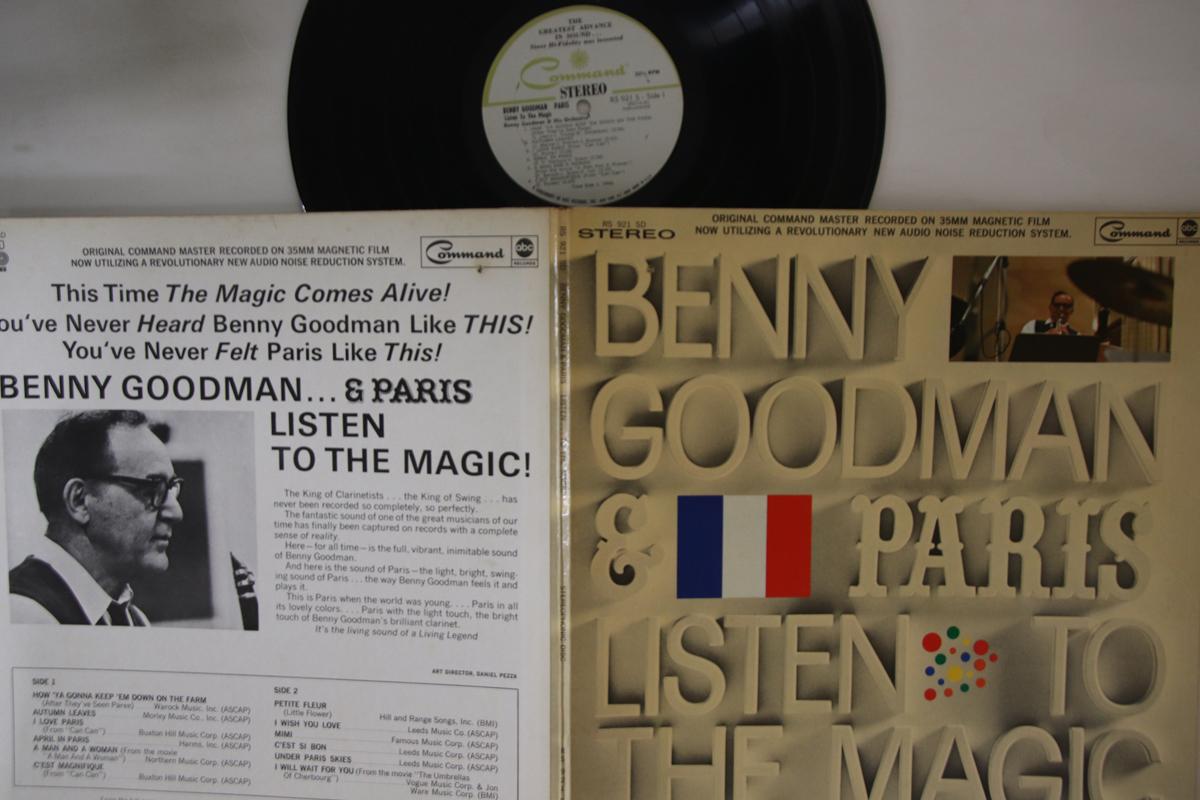 THE
GREATEST ADVANCE
IN SOUND...
Since Hi-Fidelity was invented
Command
33⅓ RPM
STEREO
BENNY GOODMAN PARIS
RS 921 S - Side 1
Listen To The Magic
Benny Goodman & His Orchestra
ORIGINAL COMMAND MASTER RECORDED ON 35MM MAGNETIC FILM
NOW UTILIZING A REVOLUTIONARY NEW AUDIO NOISE REDUCTION SYSTEM.
Command
abc
RECORDS
This Time The Magic Comes Alive!
ou've Never Heard Benny Goodman Like THIS!
You've Never Felt Paris Like This!
BENNY GOODMAN... & PARIS
LISTEN
TO THE MAGIC!
The King of Clarinetists . . . the King of Swing . . . has
never been recorded so completely, so perfectly.
The fantastic sound of one of the great musicians of our
time has finally been captured on records with a complete
sense of reality.
Here—for all time—is the full, vibrant, inimitable sound
of Benny Goodman.
And here is the sound of Paris—the light, bright, swing-
ing sound of Paris . . . the way Benny Goodman feels it and
plays it.
This is Paris when the world was young. . . . Paris in all
its lovely colors. . . . Paris with the light touch, the bright
touch of Benny Goodman's brilliant clarinet.
It's the living sound of a Living Legend
ART DIRECTOR, DANIEL PEZZA
SIDE 1
HOW 'YA GONNA KEEP 'EM DOWN ON THE FARM
(After They've Seen Paree) Warock Music. Inc. (ASCAP)
AUTUMN LEAVES Morley Music Co., Inc. (ASCAP)
I LOVE PARIS
(From "Can Can") Buxton Hill Music Corp. (ASCAP)
APRIL IN PARIS Harms, Inc. (ASCAP)
A MAN AND A WOMAN (From the movie
"A Man And A Woman") Northern Music Corp. (ASCAP)
C'EST MAGNIFIQUE
(From "Can Can") Buxton Hill Music Corp. (ASCAP)
SIDE 2
PETITE FLEUR
(Little Flower) Hill and Range Songs, Inc. (BMI)
I WISH YOU LOVE Leeds Music Co. (ASCAP)
MIMI Famous Music Corp. (ASCAP)
C'EST SI BON Leeds Music Corp. (ASCAP)
UNDER PARIS SKIES Leeds Music Corp. (ASCAP)
I WILL WAIT FOR YOU (From the movie "The Umbrellas
Of Cherbourg") Vogue Music Corp. & Jon
Ware Music Corp. (BMI)
RS 921 SD
STEREO
ORIGINAL COMMAND MASTER RECORDED ON 35MM MAGNETIC FILM
NOW UTILIZING A REVOLUTIONARY NEW AUDIO NOISE REDUCTION SYSTEM.
Command
abc
BENNY
GOODMAN
& PARIS
LISTEN TO
THE MAGIC